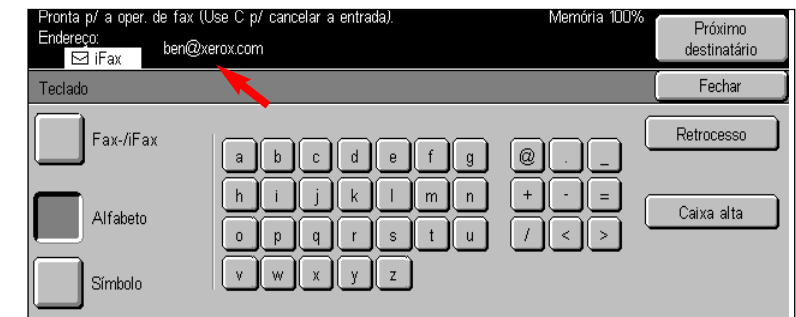 Pronta p/ a oper. de fax (Use C p/ cancelar a entrada). Memória 100%
Próximo destinatário
Endereço:
iFax ben@xerox.com
Teclado Fechar
Fax-/iFax Retrocesso
a b c d e f g @ . _
h i j k l m n + - =
Alfabeto Caixa alta
o p q r s t u / < >
v w x y z
Símbolo